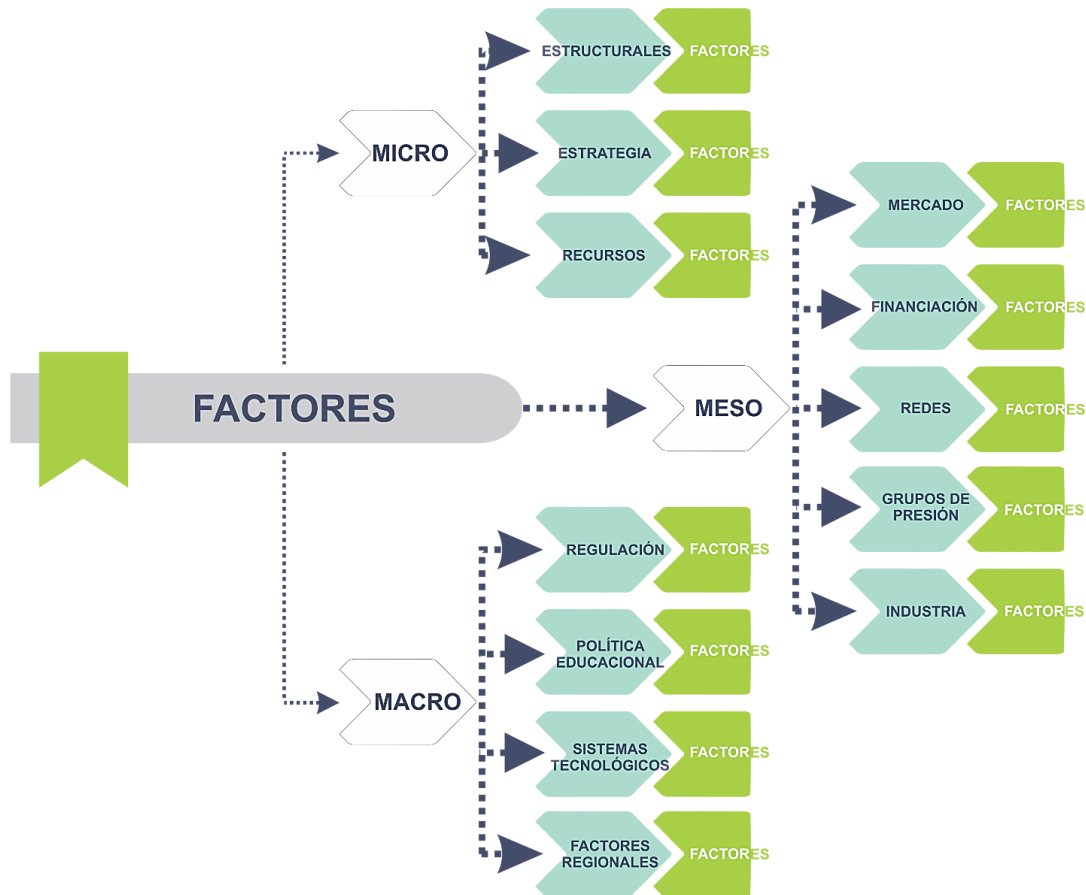 FACTORES
MICRO
ESTRUCTURALES
FACTORES
ESTRATEGIA
FACTORES
RECURSOS
FACTORES
MESO
MERCADO
FACTORES
FINANCIACIÓN
FACTORES
REDES
FACTORES
GRUPOS DE
PRESIÓN
FACTORES
INDUSTRIA
FACTORES
MACRO
REGULACIÓN
FACTORES
POLÍTICA
EDUCACIONAL
FACTORES
SISTEMAS
TECNOLÓGICOS
FACTORES
FACTORES
REGIONALES
FACTORES